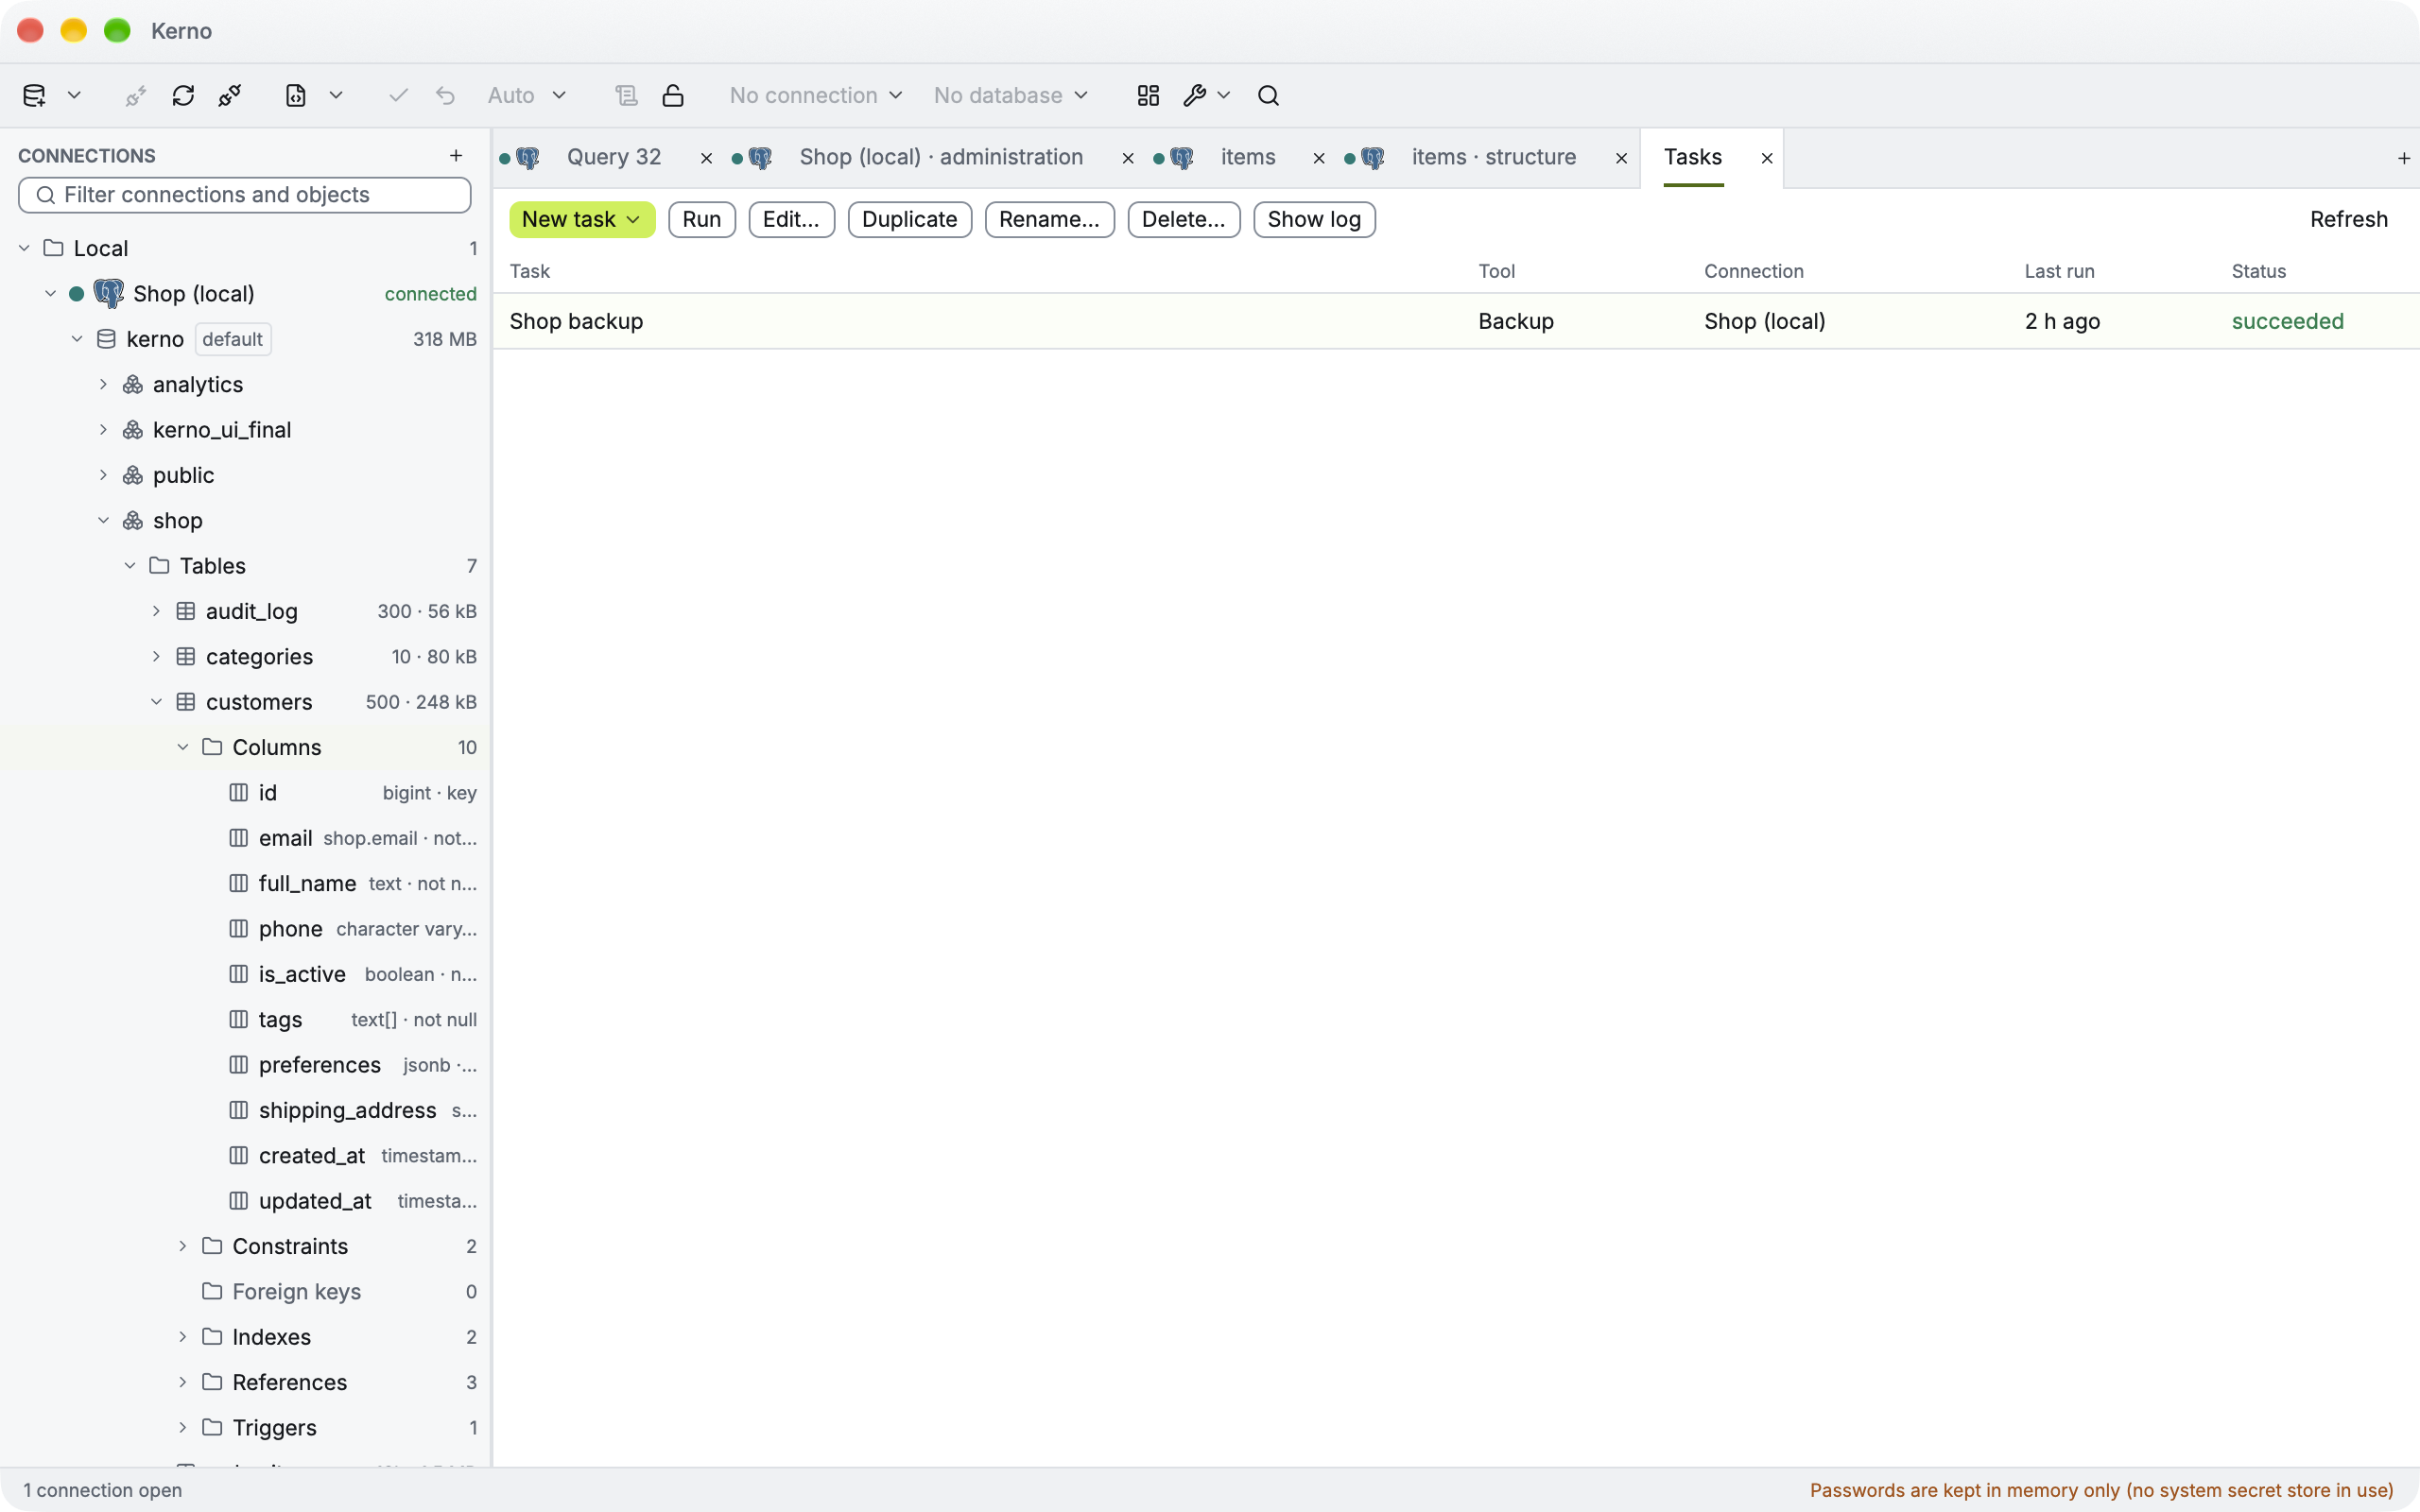 Kerno
Auto No connection No database
CONNECTIONS
Filter connections and objects
Local 1
Shop (local) connected
kerno default 318 MB
analytics
kerno_ui_final
public
shop
Tables 7
audit_log 300 · 56 kB
categories 10 · 80 kB
customers 500 · 248 kB
Columns 10
id bigint · key
email shop.email · not...
full_name text · not n...
phone character vary...
is_active boolean · n...
tags text[] · not null
preferences jsonb ·...
shipping_address s...
created_at timestam...
updated_at timesta...
Constraints 2
Foreign keys 0
Indexes 2
References 3
Triggers 1
Query 32 Shop (local) · administration items items · structure Tasks
New task Run Edit... Duplicate Rename... Delete... Show log Refresh
Task Tool Connection Last run Status
Shop backup Backup Shop (local) 2 h ago succeeded
1 connection open Passwords are kept in memory only (no system secret store in use)